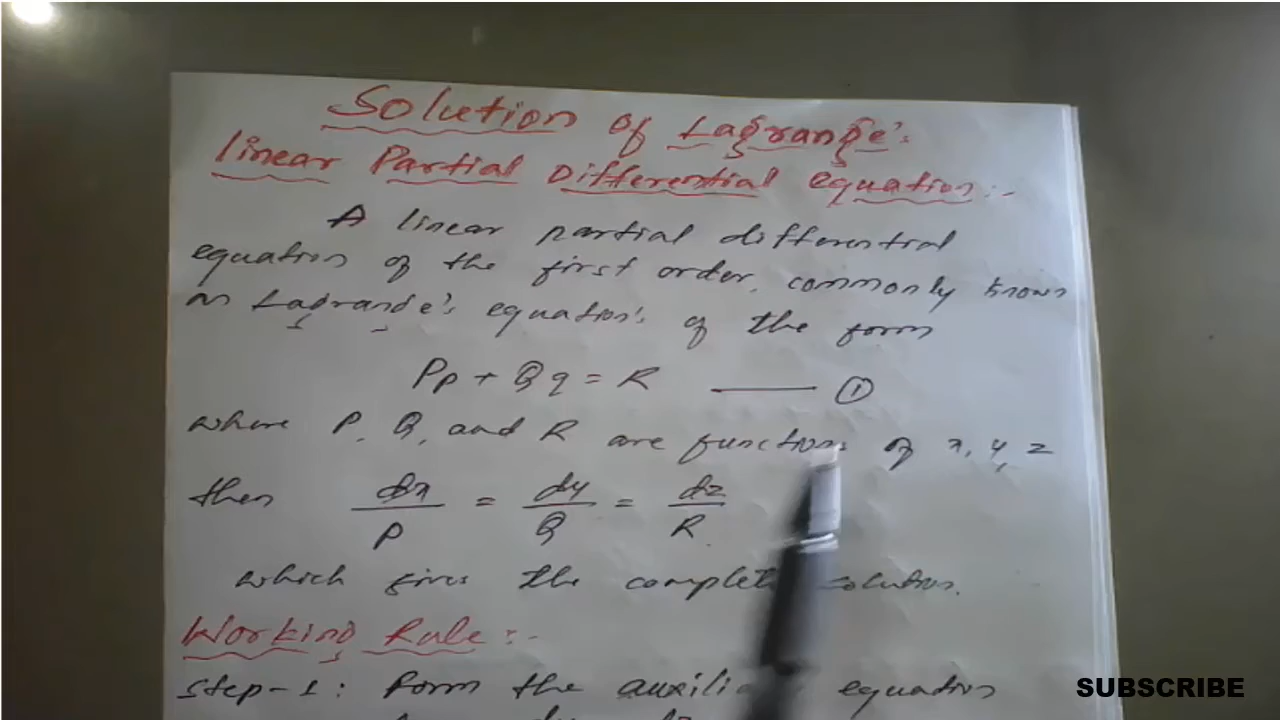 Solution of Lagrange's
linear Partial Differential equation:-
A linear partial differential
equation of the first order, commonly known
as Lagrange's equation's of the form
Pp + Qq = R —— ①
where P, Q, and R are functions of x, y, z
then dx/P = dy/Q = dz/R
which gives the complete solution.
Working Rule:-
Step-1: Form the auxiliary equation
SUBSCRIBE